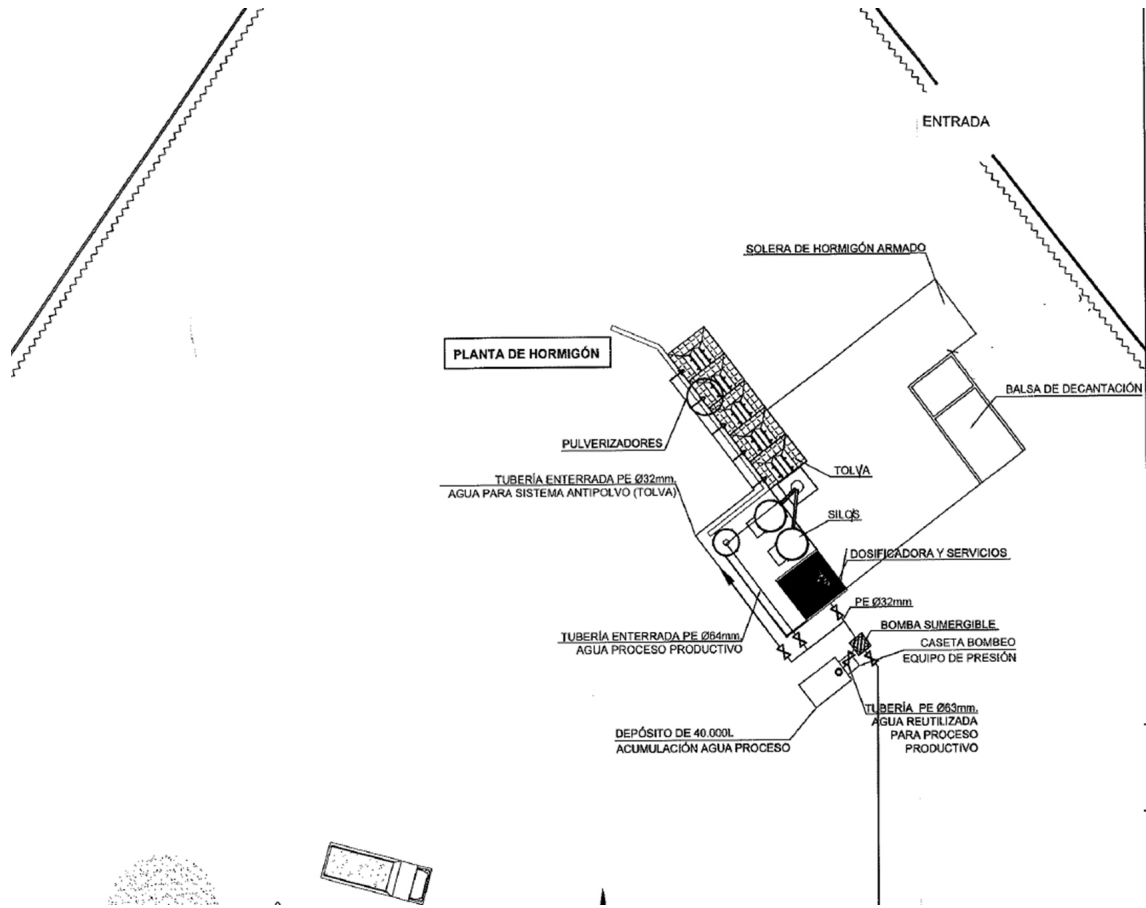 ENTRADA
SOLERA DE HORMIGÓN ARMADO
PLANTA DE HORMIGÓN
BALSA DE DECANTACIÓN
PULVERIZADORES
TOLVA
TUBERÍA ENTERRADA PE Ø32mm.
AGUA PARA SISTEMA ANTIPOLVO (TOLVA)
SILOS
DOSIFICADORA Y SERVICIOS
PE Ø32mm
BOMBA SUMERGIBLE
TUBERÍA ENTERRADA PE Ø64mm.
AGUA PROCESO PRODUCTIVO
CASETA BOMBEO
EQUIPO DE PRESIÓN
TUBERÍA PE Ø63mm.
AGUA REUTILIZADA
PARA PROCESO
PRODUCTIVO
DEPÓSITO DE 40.000L
ACUMULACIÓN AGUA PROCESO